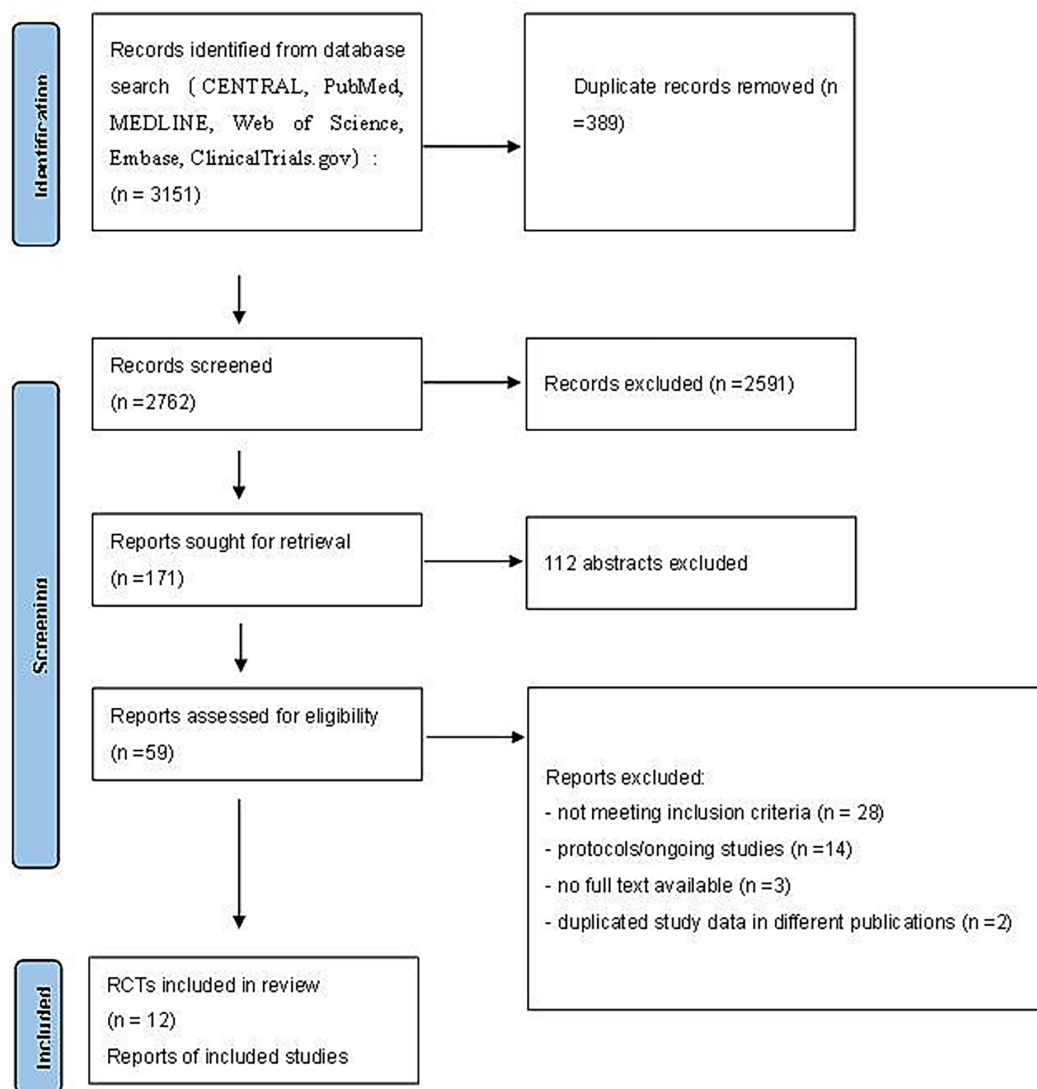 Identification
Records identified from database
search (CENTRAL, PubMed,
MEDLINE, Web of Science,
Embase, ClinicalTrials.gov) :
(n = 3151)
Duplicate records removed (n
=389)
Screening
Records screened
(n =2762)
Records excluded (n =2591)
Reports sought for retrieval
(n =171)
112 abstracts excluded
Reports assessed for eligibility
(n =59)
Reports excluded:
- not meeting inclusion criteria (n = 28)
- protocols/ongoing studies (n =14)
- no full text available (n =3)
- duplicated study data in different publications (n =2)
Included
RCTs included in review
(n = 12)
Reports of included studies